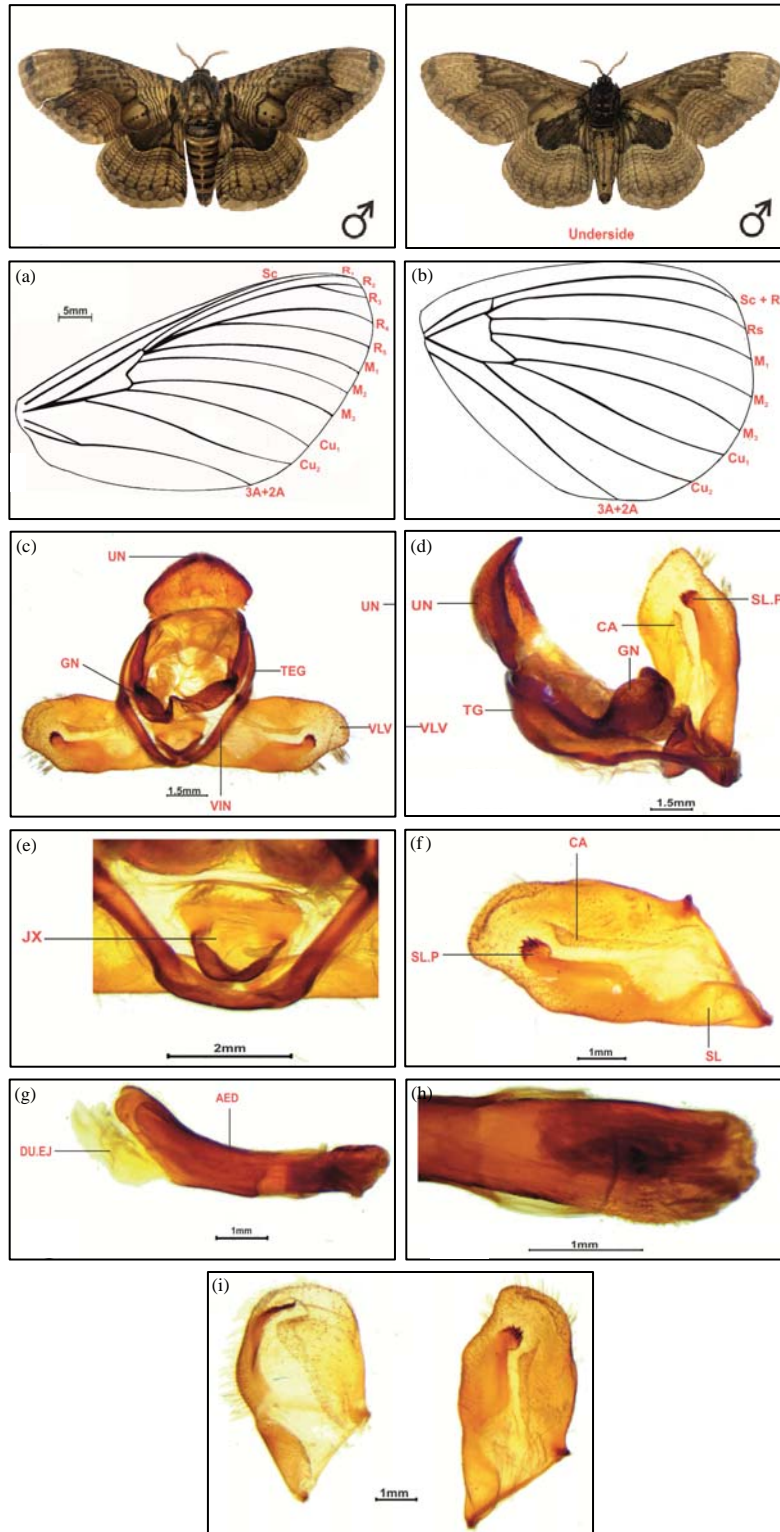 ♂
Underside
♂
(a)
Sc
R₂
R₃
R₄
R₅
M₁
M₂
M₃
Cu₁
Cu₂
3A+2A
5mm
(b)
Sc + R
Rs
M₁
M₂
M₃
Cu₁
Cu₂
3A+2A
(c)
UN
UN
GN
TEG
VLV
VIN
1.5mm
(d)
UN
SL.P
CA
GN
TG
VLV
1.5mm
(e)
JX
2mm
(f)
CA
SL.P
SL
1mm
(g)
AED
DU.EJ
1mm
(h)
1mm
(i)
1mm